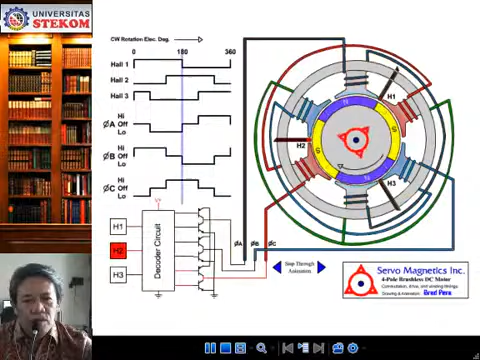 UNIVERSITAS
STEKOM
CW Rotation Elec. Deg.
0 180 360
Hall 1
Hall 2
Hall 3
Hi
ØA Off
Lo
Hi
ØB Off
Lo
Hi
ØC Off
Lo
H1
H2
H3
Decoder Circuit
ØA ØB ØC
H1
H2
H3
N
S
N
S
Step Through
Animation
Servo Magnetics Inc.
4-Pole Brushless DC Motor
Commutation, drive, and winding fittings.
Drawing & Animation: Brad Pera